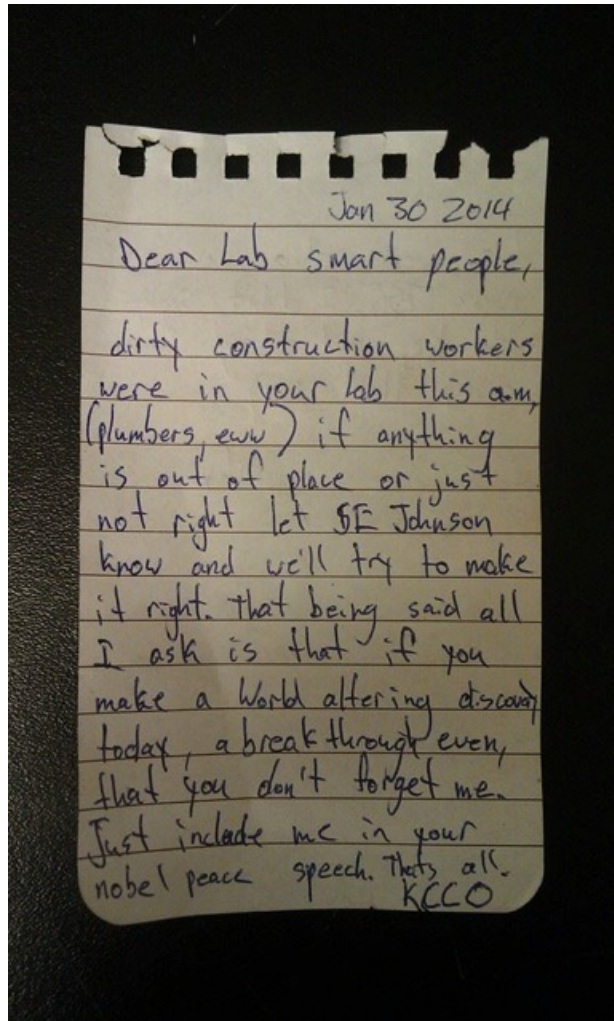 Jan 30 2014
Dear Lab smart people,
dirty construction workers
were in your lab this a.m,
(plumbers, eww) if anything
is out of place or just
not right let SE Johnson
know and we'll try to make
it right. That being said all
I ask is that if you
make a World altering discovery
today, a break through even,
that you don't forget me.
Just include me in your
nobel peace speech. Thats all.
KCCO